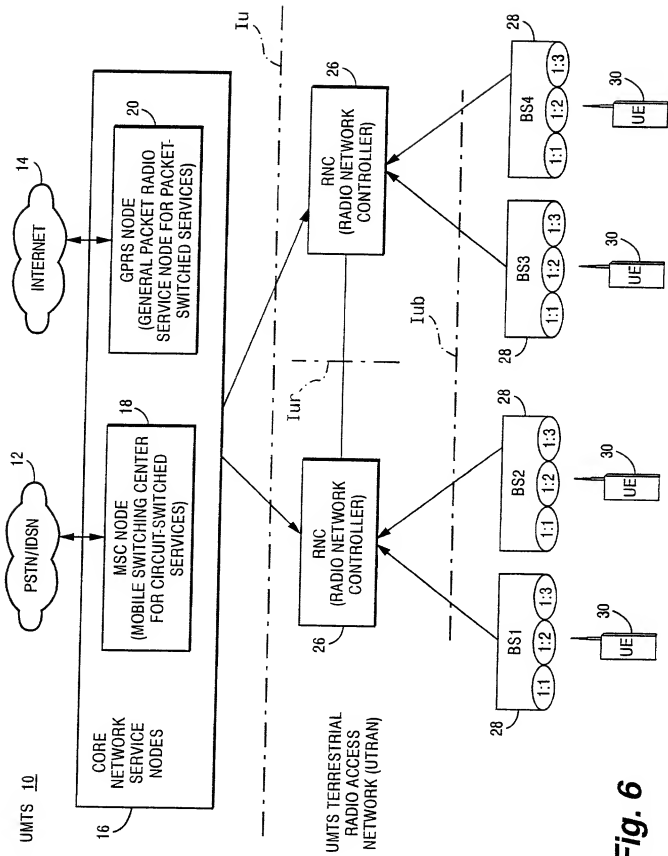 UMTS 10
PSTN/IDSN
12
INTERNET
14
CORE
NETWORK
SERVICE
NODES
16
MSC NODE
(MOBILE SWITCHING CENTER
FOR CIRCUIT-SWITCHED
SERVICES)
18
GPRS NODE
(GENERAL PACKET RADIO
SERVICE NODE FOR PACKET-
SWITCHED SERVICES)
20
Iu
UMTS TERRESTRIAL
RADIO ACCESS
NETWORK (UTRAN)
RNC
(RADIO NETWORK
CONTROLLER)
26
Iur
RNC
(RADIO NETWORK
CONTROLLER)
26
Iub
28
BS1
1:1 1:2 1:3
28
BS2
1:1 1:2 1:3
28
BS3
1:1 1:2 1:3
28
BS4
1:1 1:2 1:3
30
UE
30
UE
30
UE
30
UE
Fig. 6